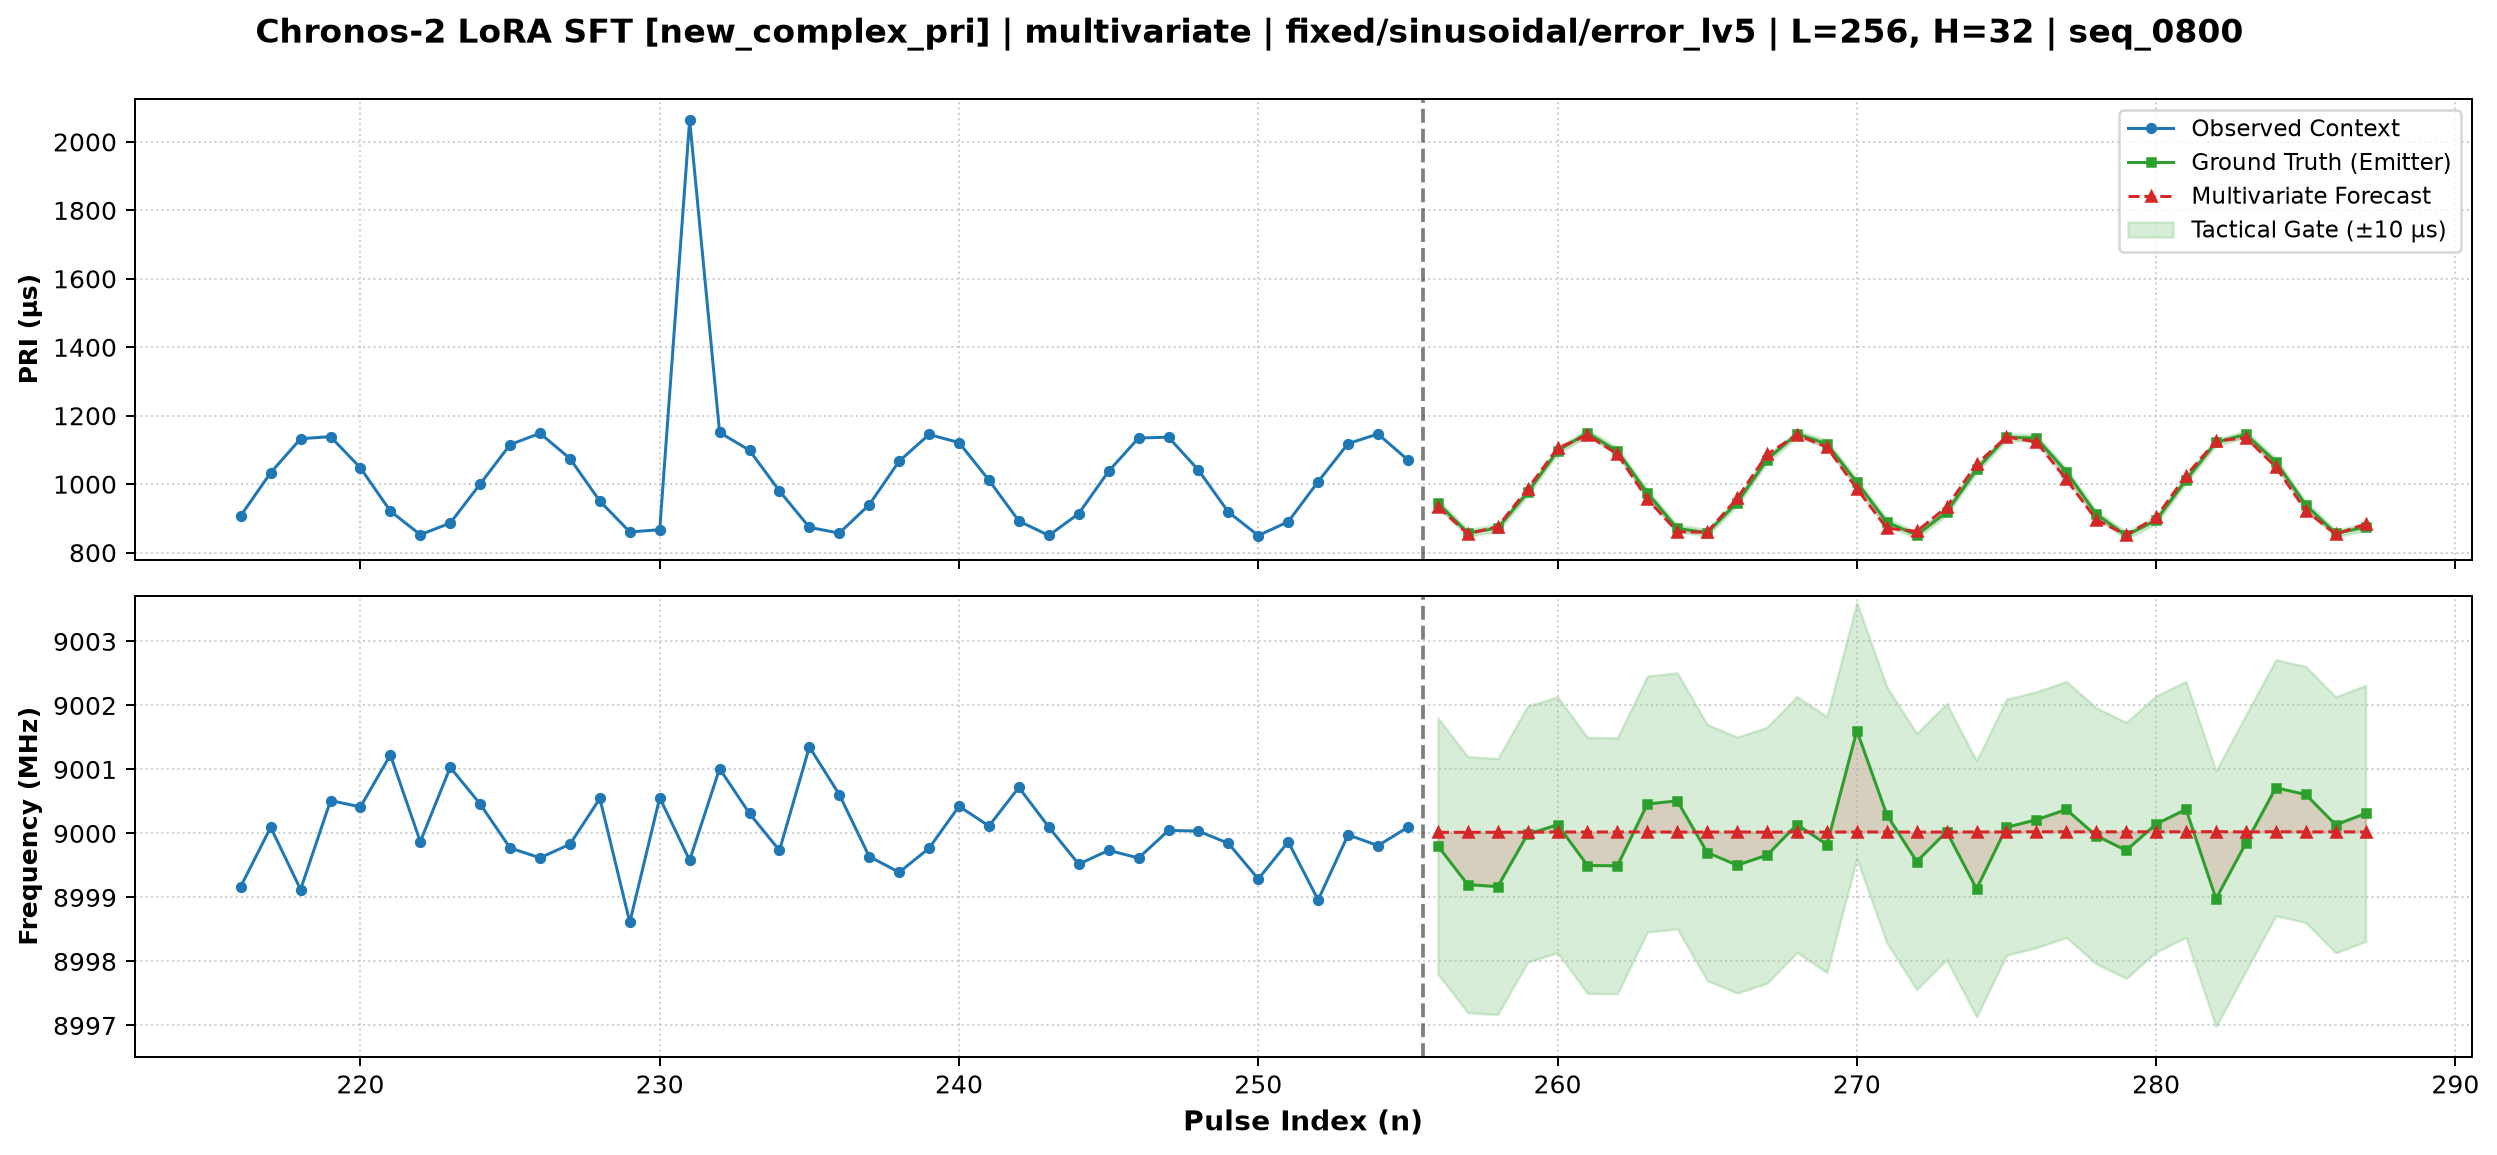 Chronos-2 LoRA SFT [new_complex_pri] | multivariate | fixed/sinusoidal/error_lv5 | L=256, H=32 | seq_0800
PRI (μs)
2000
1800
1600
1400
1200
1000
800
Observed Context
Ground Truth (Emitter)
Multivariate Forecast
Tactical Gate (±10 μs)
Frequency (MHz)
9003
9002
9001
9000
8999
8998
8997
220 230 240 250 260 270 280 290
Pulse Index (n)